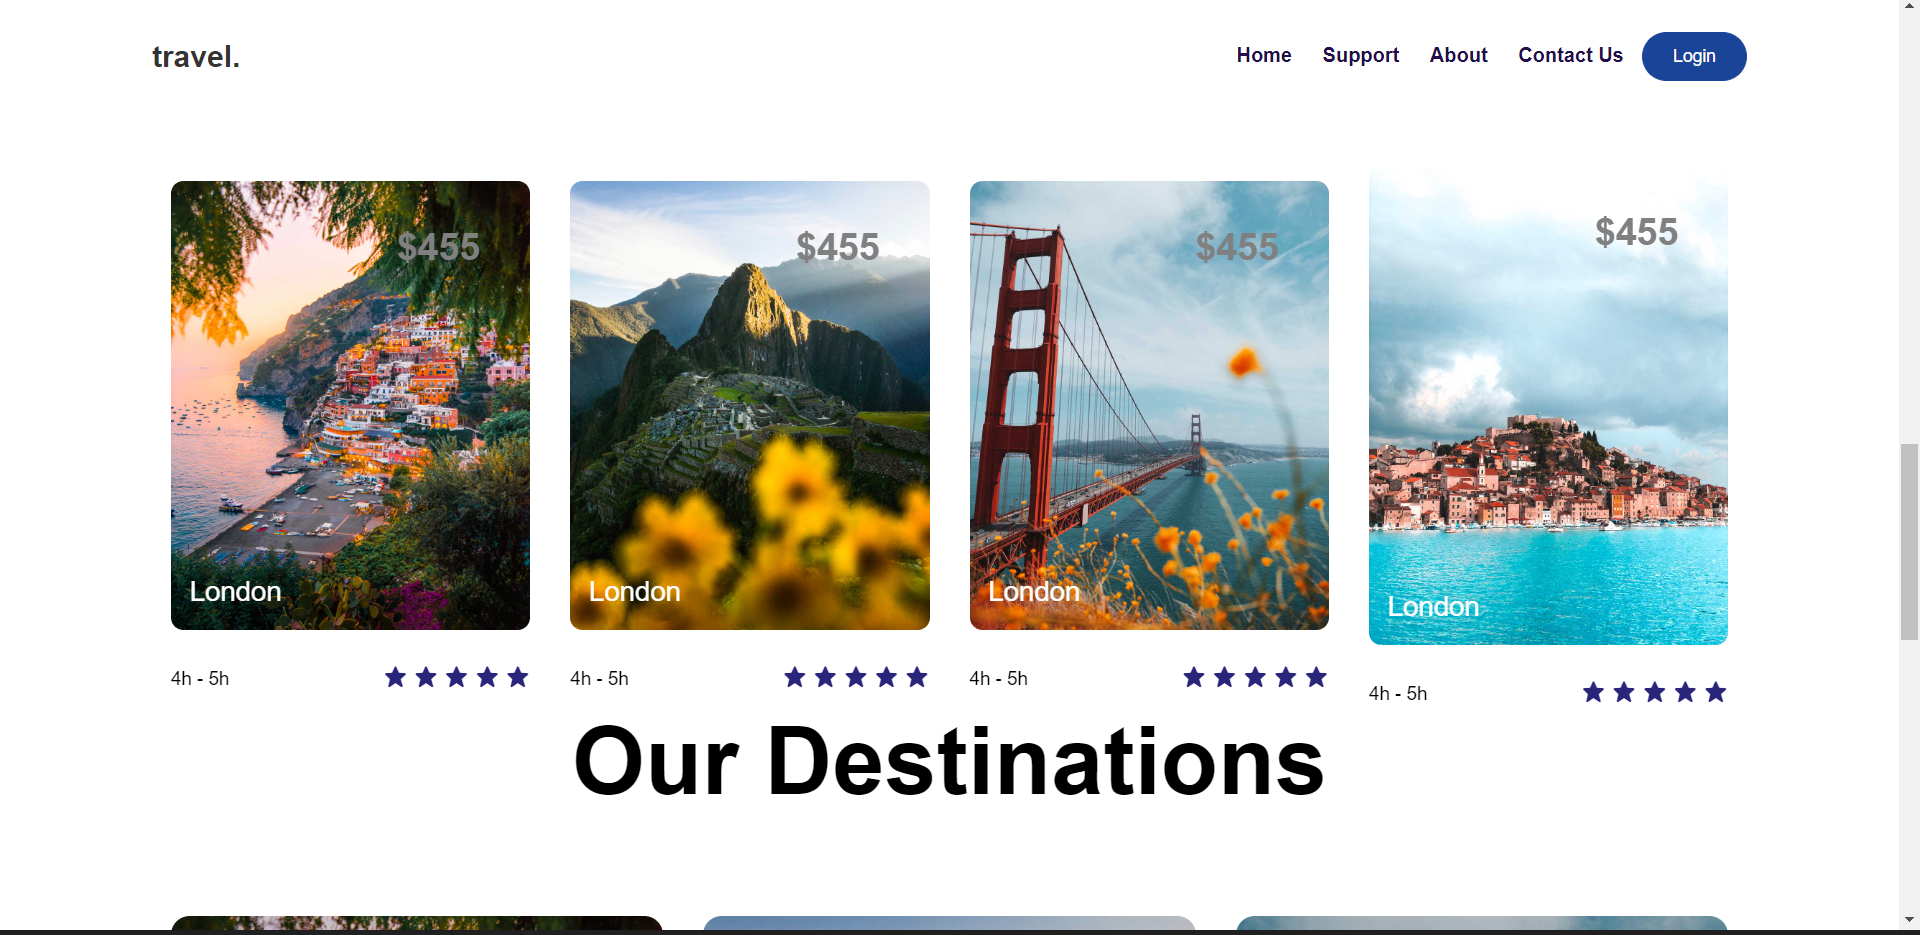 travel.
Home Support About Contact Us Login
$455 $455 $455 $455
London London London London
4h - 5h 4h - 5h 4h - 5h 4h - 5h
Our Destinations